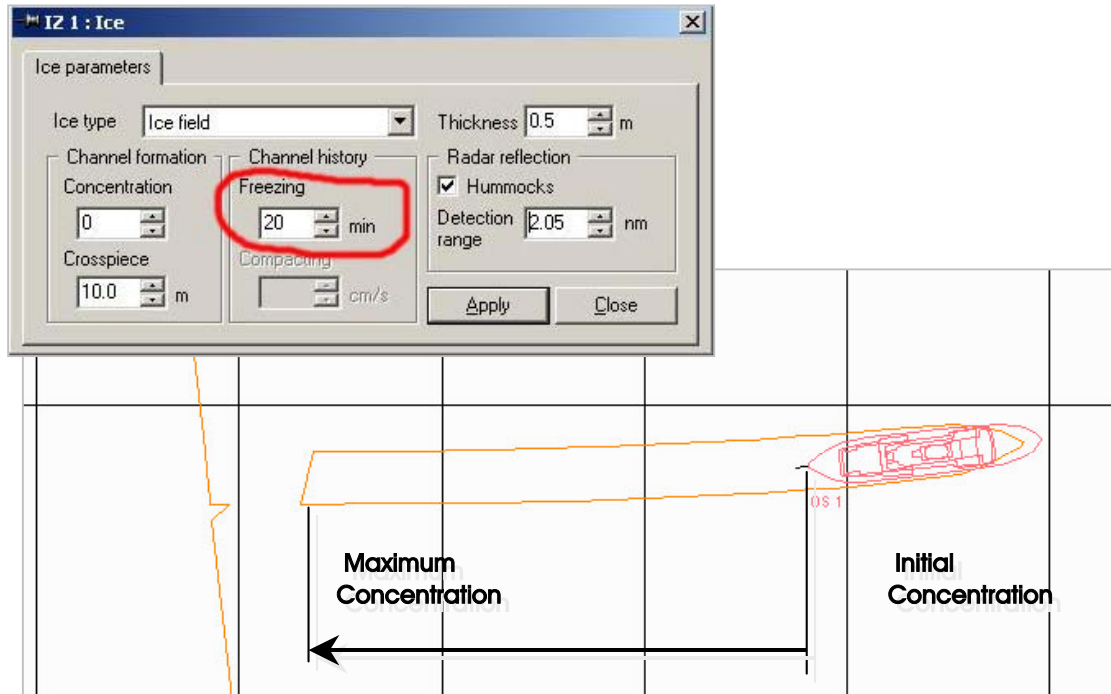 IZ 1 : Ice
Ice parameters
Ice type Ice field Thickness 0.5 m
Channel formation Channel history Radar reflection
Concentration Freezing Hummocks
0 20 min Detection range 2.05 nm
Crosspiece Compacting
10.0 m cm/s Apply Close
OS 1
Maximum Initial
Concentration Concentration